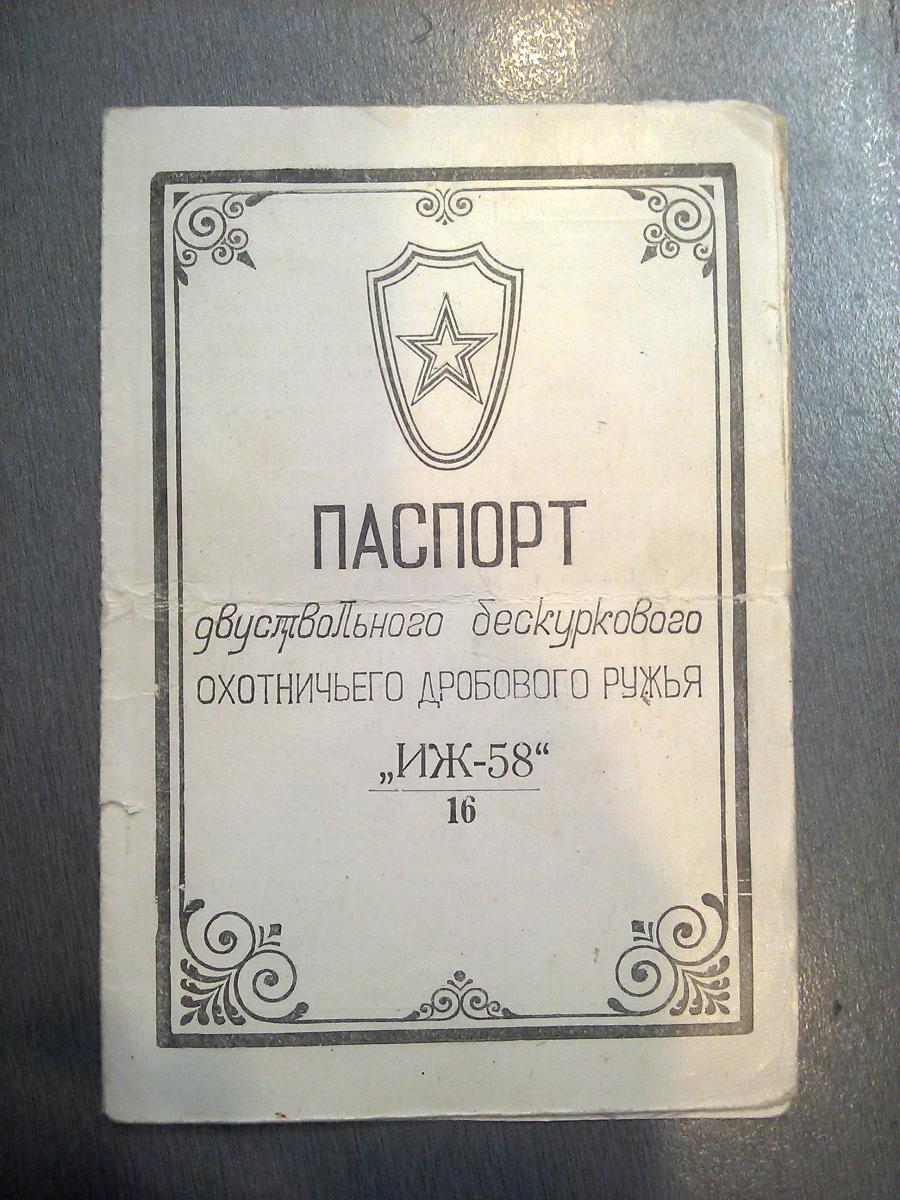 ПАСПОРТ
двуствольного бескуркового
ОХОТНИЧЬЕГО ДРОБОВОГО РУЖЬЯ
„ИЖ-58“
16